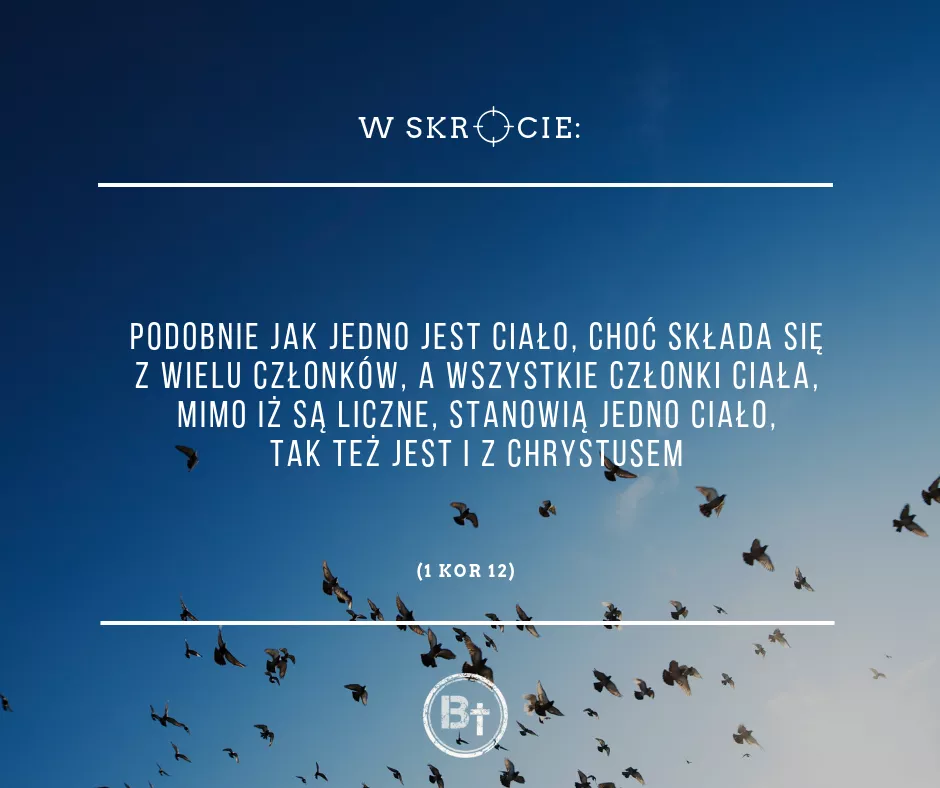 W SKRÓCIE:
PODOBNIE JAK JEDNO JEST CIAŁO, CHOĆ SKŁADA SIĘ
Z WIELU CZŁONKÓW, A WSZYSTKIE CZŁONKI CIAŁA,
MIMO IŻ SĄ LICZNE, STANOWIĄ JEDNO CIAŁO,
TAK TEŻ JEST I Z CHRYSTUSEM
(1 KOR 12)
Bt